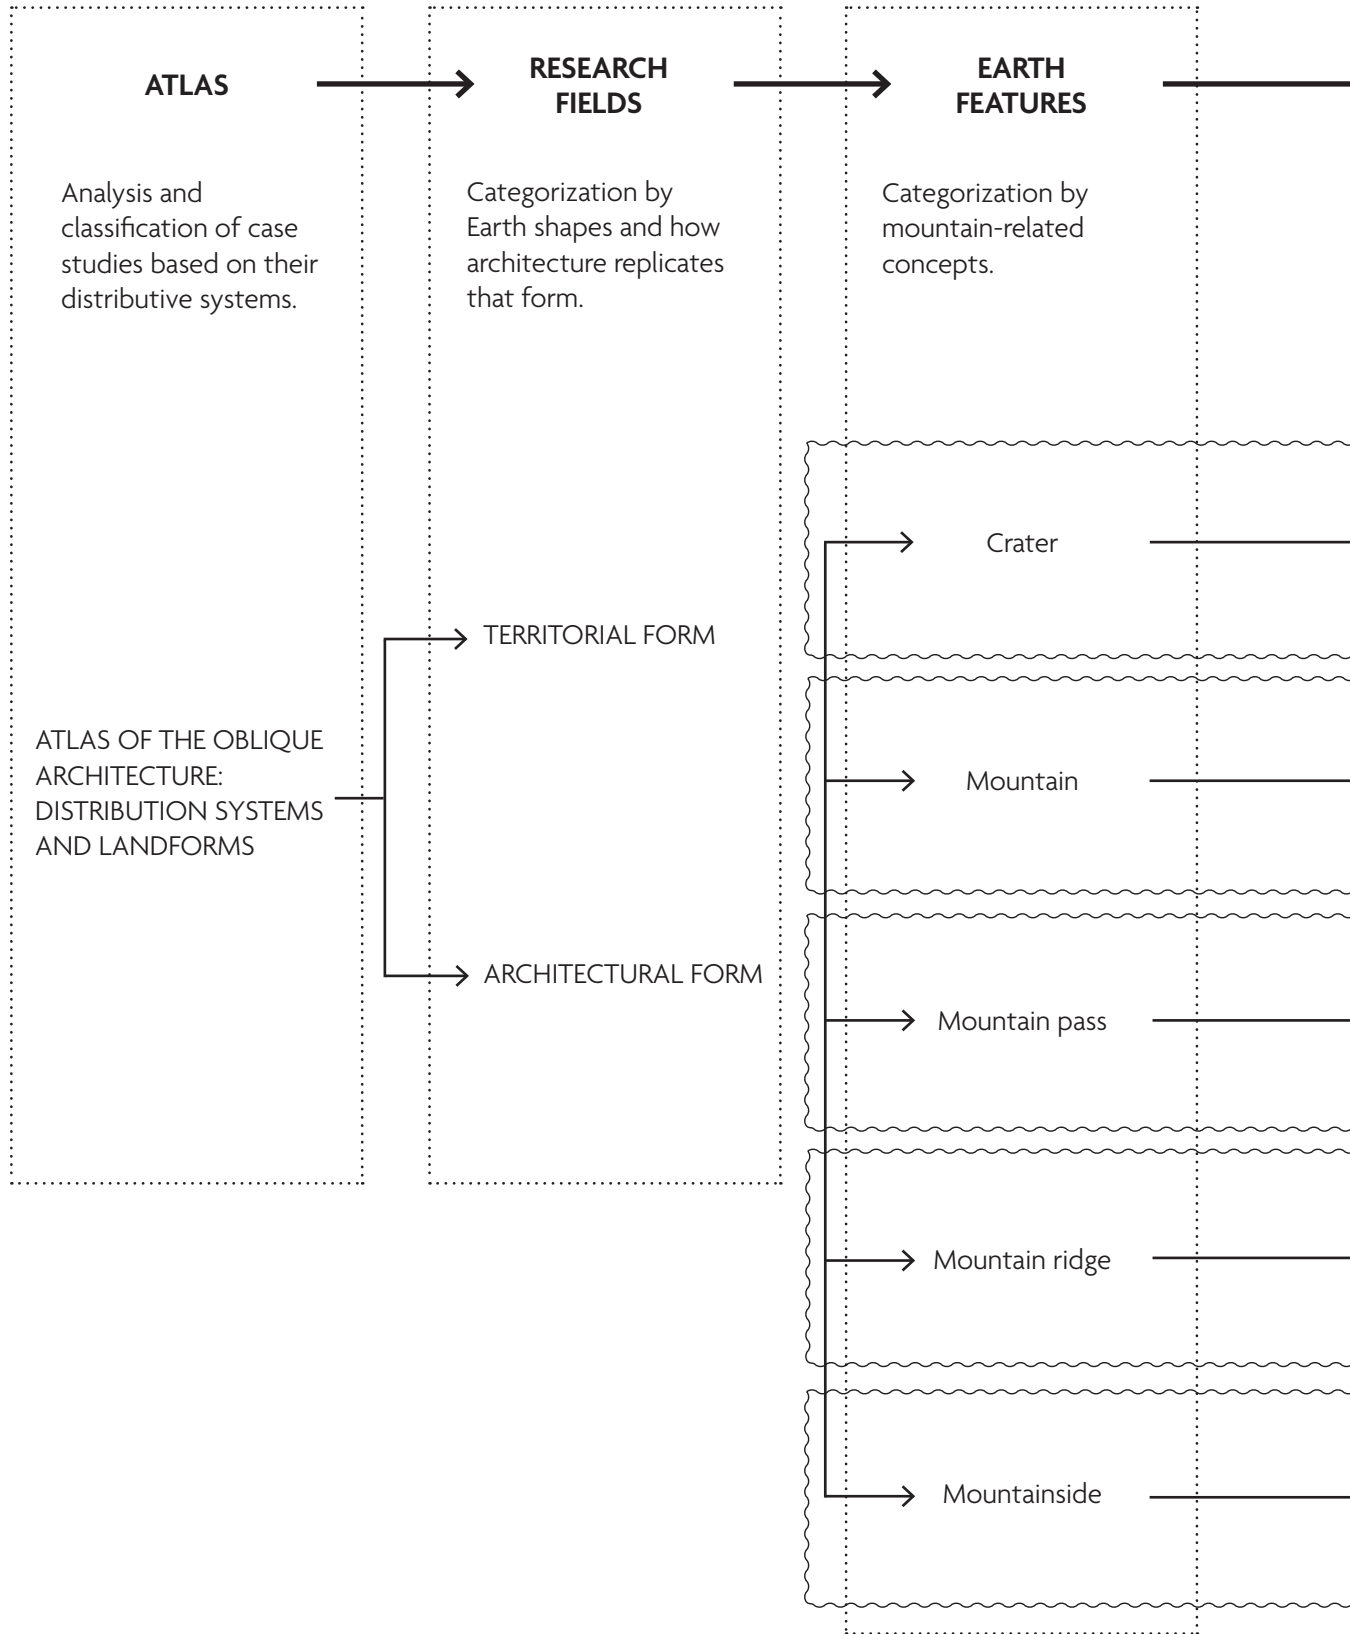 ATLAS
RESEARCH
FIELDS
EARTH
FEATURES
Analysis and
classification of case
studies based on their
distributive systems.
Categorization by
Earth shapes and how
architecture replicates
that form.
Categorization by
mountain-related
concepts.
ATLAS OF THE OBLIQUE
ARCHITECTURE:
DISTRIBUTION SYSTEMS
AND LANDFORMS
TERRITORIAL FORM
ARCHITECTURAL FORM
Crater
Mountain
Mountain pass
Mountain ridge
Mountainside